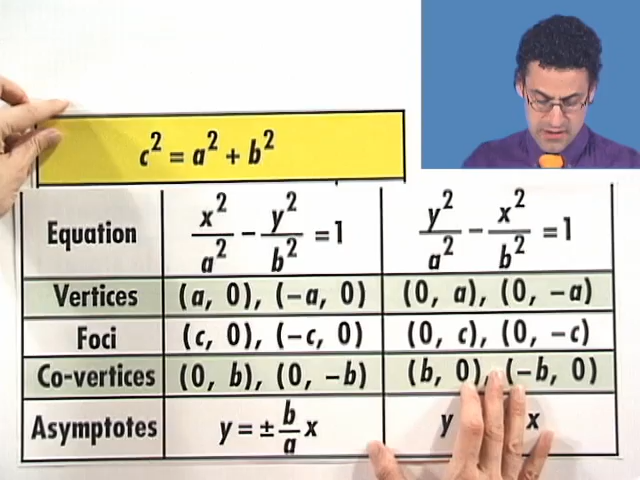 c² = a² + b²
Equation x²/a² − y²/b² = 1 y²/a² − x²/b² = 1
Vertices (a, 0), (−a, 0) (0, a), (0, −a)
Foci (c, 0), (−c, 0) (0, c), (0, −c)
Co-vertices (0, b), (0, −b) (b, 0), (−b, 0)
Asymptotes y = ± b/a x y x